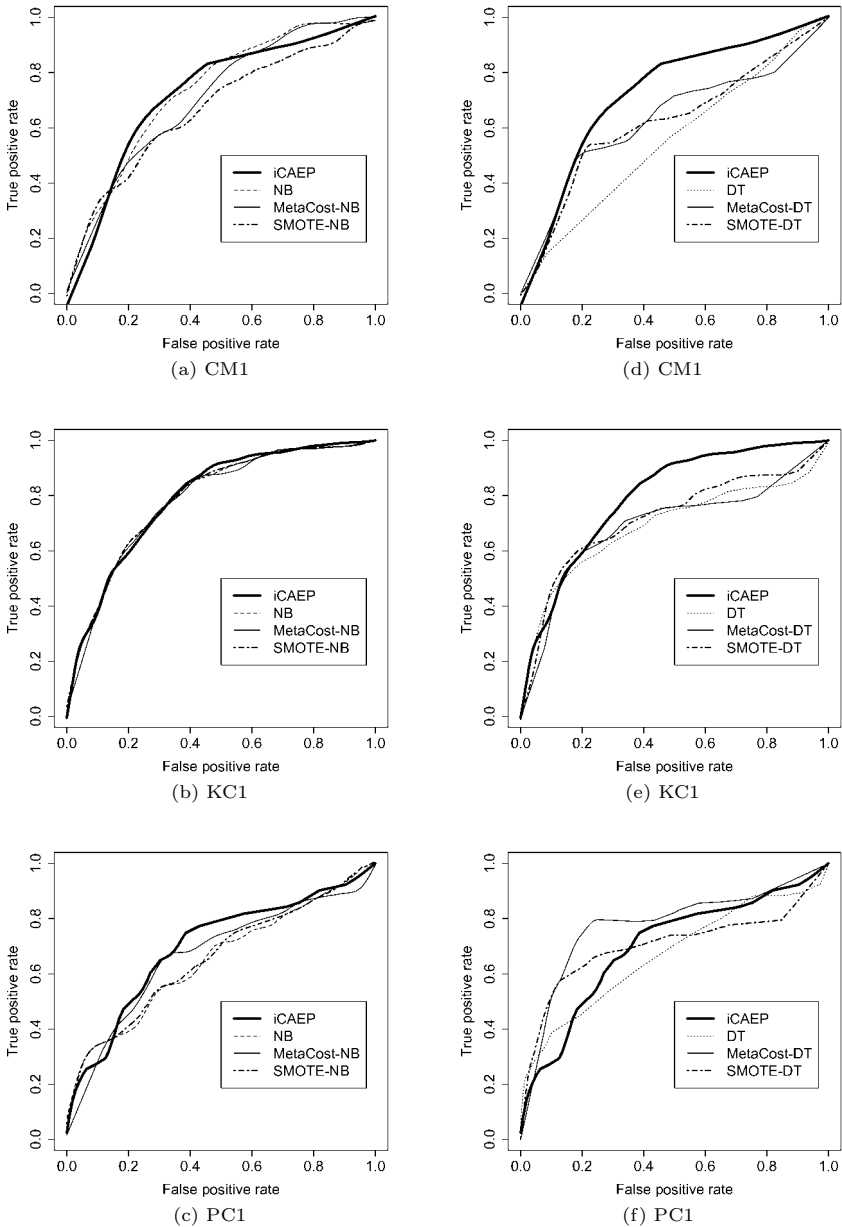 1.0
0.8
0.6
0.4
0.2
0.0
True positive rate
iCAEP
NB
MetaCost-NB
SMOTE-NB
0.0 0.2 0.4 0.6 0.8 1.0
False positive rate
(a) CM1
1.0
0.8
0.6
0.4
0.2
0.0
True positive rate
iCAEP
DT
MetaCost-DT
SMOTE-DT
0.0 0.2 0.4 0.6 0.8 1.0
False positive rate
(d) CM1
1.0
0.8
0.6
0.4
0.2
0.0
True positive rate
iCAEP
NB
MetaCost-NB
SMOTE-NB
0.0 0.2 0.4 0.6 0.8 1.0
False positive rate
(b) KC1
1.0
0.8
0.6
0.4
0.2
0.0
True positive rate
iCAEP
DT
MetaCost-DT
SMOTE-DT
0.0 0.2 0.4 0.6 0.8 1.0
False positive rate
(e) KC1
1.0
0.8
0.6
0.4
0.2
0.0
True positive rate
iCAEP
NB
MetaCost-NB
SMOTE-NB
0.0 0.2 0.4 0.6 0.8 1.0
False positive rate
(c) PC1
1.0
0.8
0.6
0.4
0.2
0.0
True positive rate
iCAEP
DT
MetaCost-DT
SMOTE-DT
0.0 0.2 0.4 0.6 0.8 1.0
False positive rate
(f) PC1